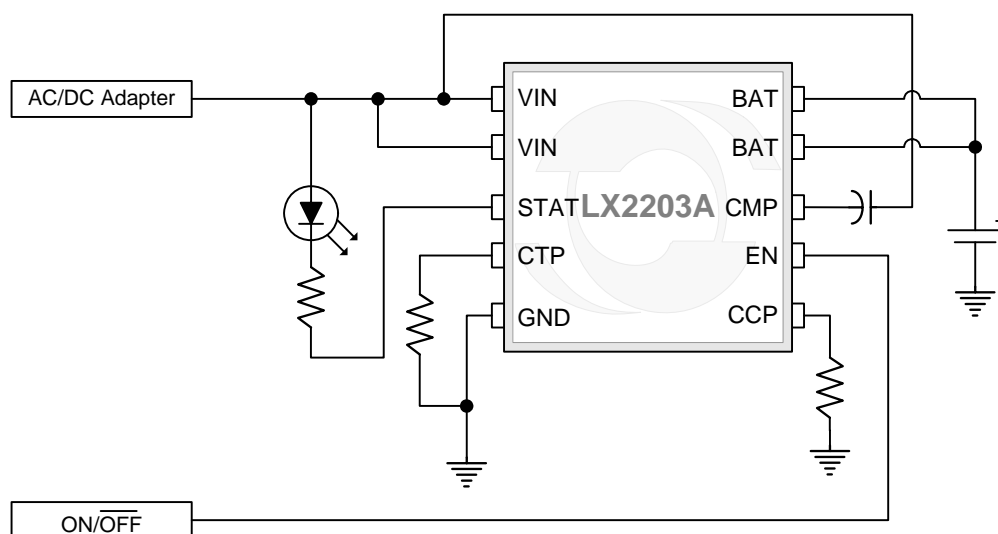 AC/DC Adapter
VIN
VIN
STAT
CTP
GND
LX2203A
BAT
BAT
CMP
EN
CCP
ON/OFF